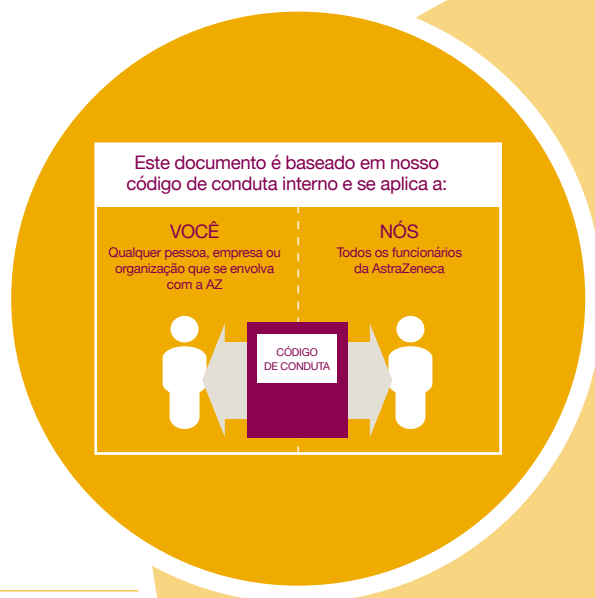 Este documento é baseado em nosso
código de conduta interno e se aplica a:
VOCÊ
Qualquer pessoa, empresa ou
organização que se envolva
com a AZ
NÓS
Todos os funcionários
da AstraZeneca
CÓDIGO
DE CONDUTA